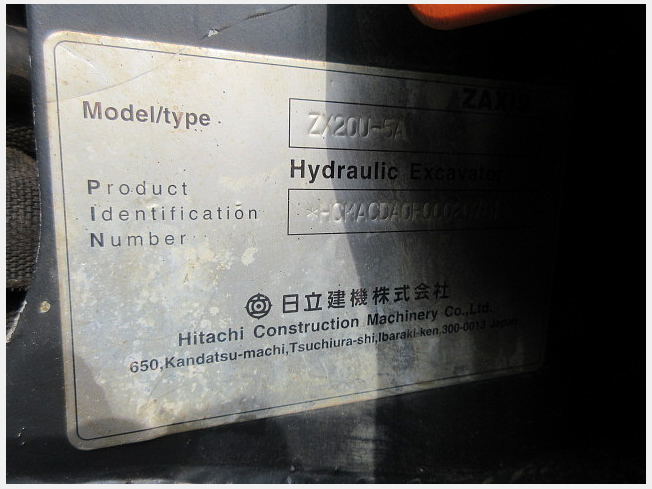 ZAXIS
Model/type ZX20U-5A
Hydraulic Excavator
Product
Identification
Number
日立建機株式会社
Hitachi Construction Machinery Co.,Ltd.
650,Kandatsu-machi,Tsuchiura-shi,Ibaraki-ken,300-0013 Japan